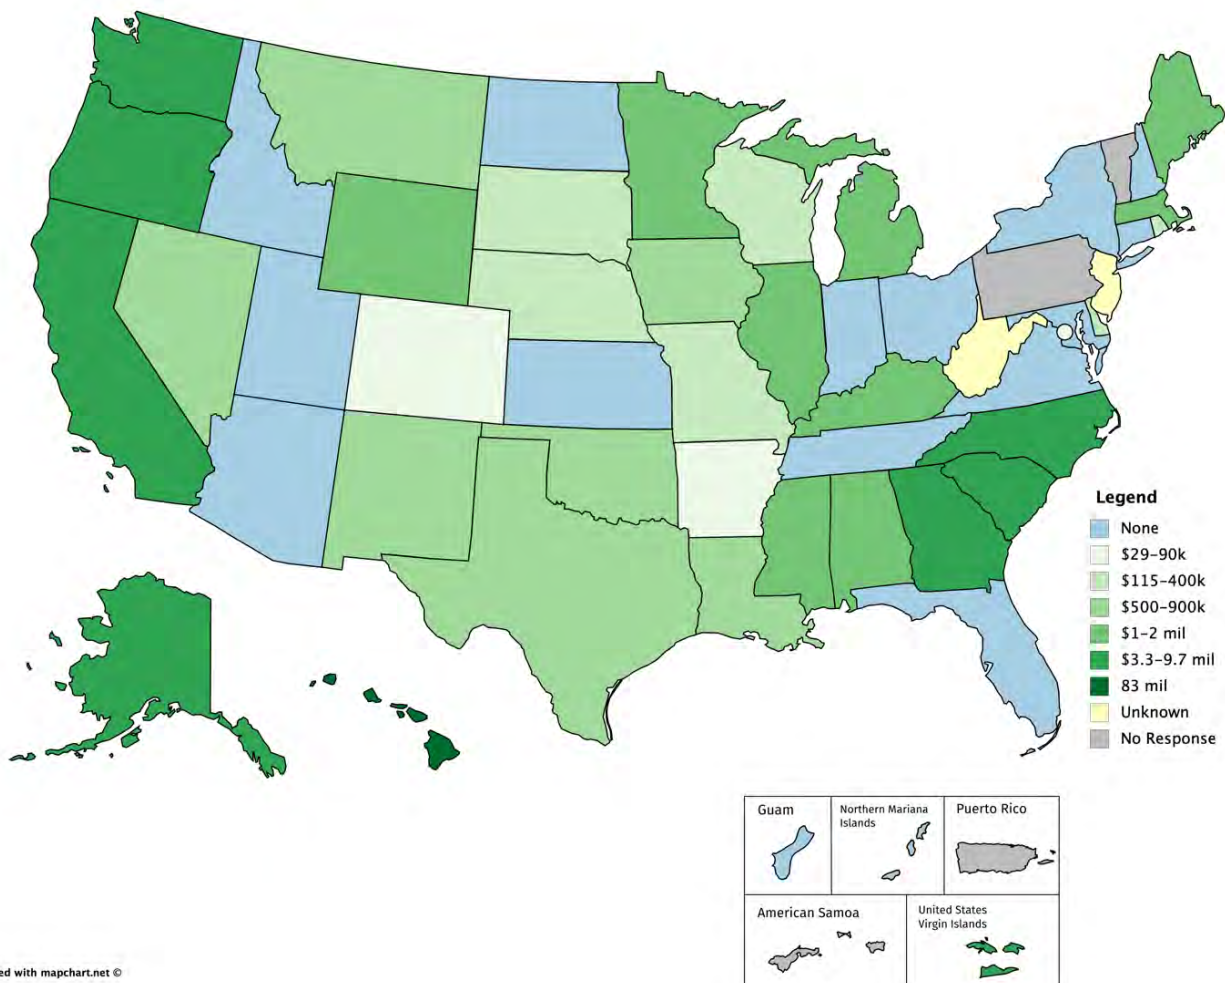 Legend
None
$29-90k
$115-400k
$500-900k
$1-2 mil
$3.3-9.7 mil
83 mil
Unknown
No Response
Guam
Northern Mariana
Islands
Puerto Rico
American Samoa
United States
Virgin Islands
ed with mapchart.net ©